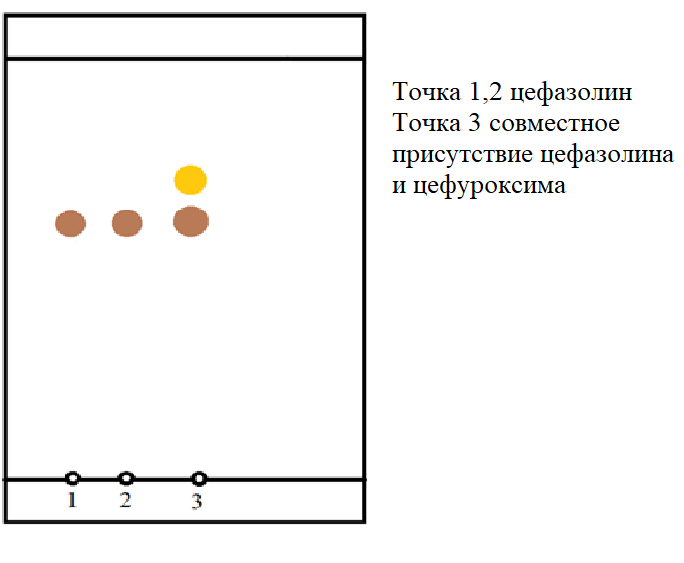 Точка 1,2 цефазолин
Точка 3 совместное
присутствие цефазолина
и цефуроксима
1 2 3